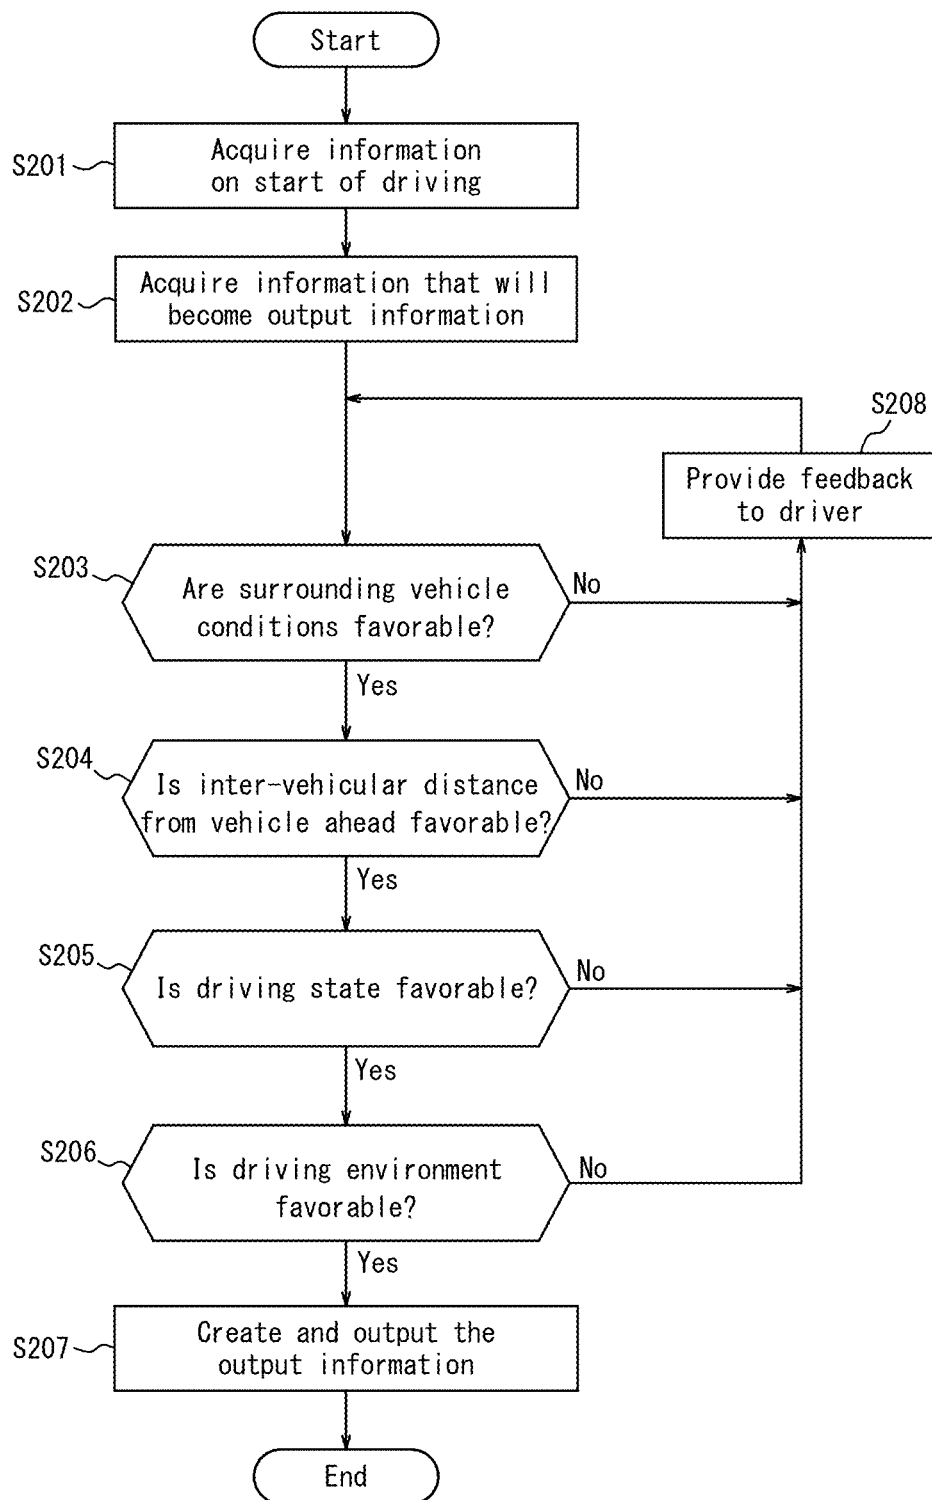 Start
S201
Acquire information
on start of driving
S202
Acquire information that will
become output information
S208
Provide feedback
to driver
S203
Are surrounding vehicle
conditions favorable?
No
Yes
S204
Is inter-vehicular distance
from vehicle ahead favorable?
No
Yes
S205
Is driving state favorable?
No
Yes
S206
Is driving environment
favorable?
No
Yes
S207
Create and output the
output information
End